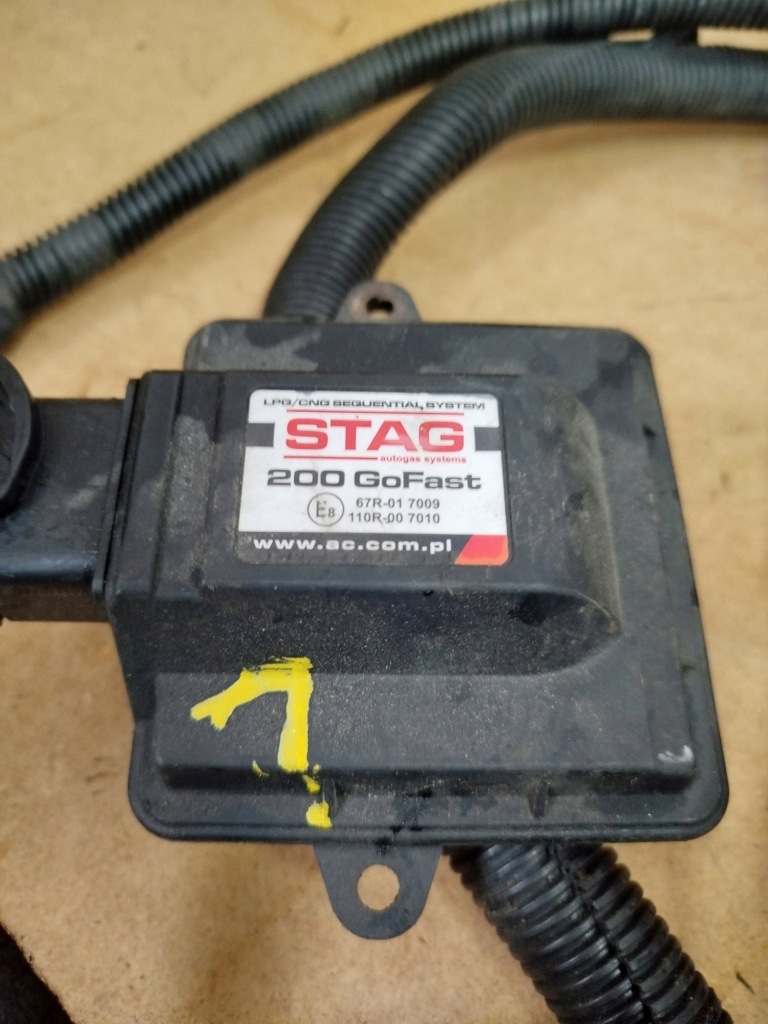 LPG/CNG SEQUENTIAL SYSTEM
STAG
autogas systems
200 GoFast
E8 67R-01 7009
110R-00 7010
www.ac.com.pl
1